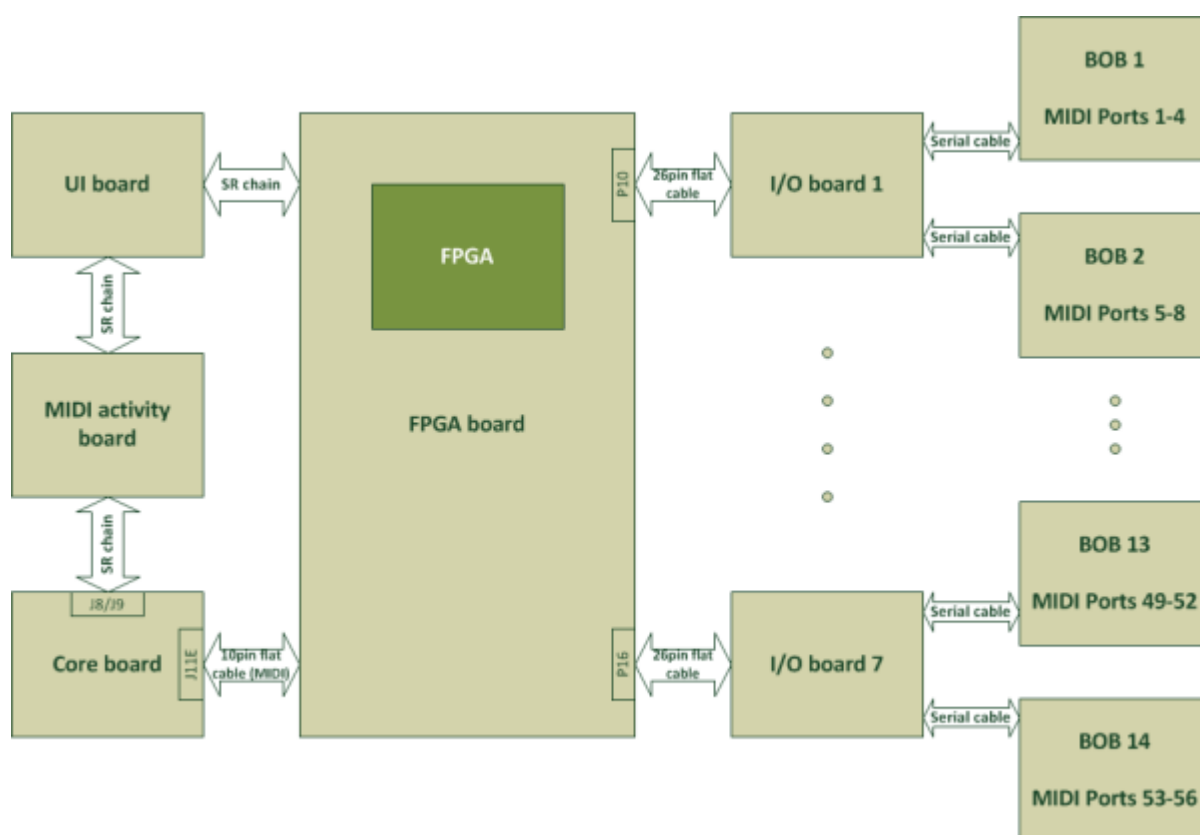 UI board
SR chain
SR chain
MIDI activity
board
SR chain
J8/J9
Core board
J11E
10pin flat
cable (MIDI)
FPGA
FPGA board
P10
26pin flat
cable
P16
26pin flat
cable
I/O board 1
I/O board 7
Serial cable
Serial cable
Serial cable
Serial cable
BOB 1
MIDI Ports 1-4
BOB 2
MIDI Ports 5-8
BOB 13
MIDI Ports 49-52
BOB 14
MIDI Ports 53-56